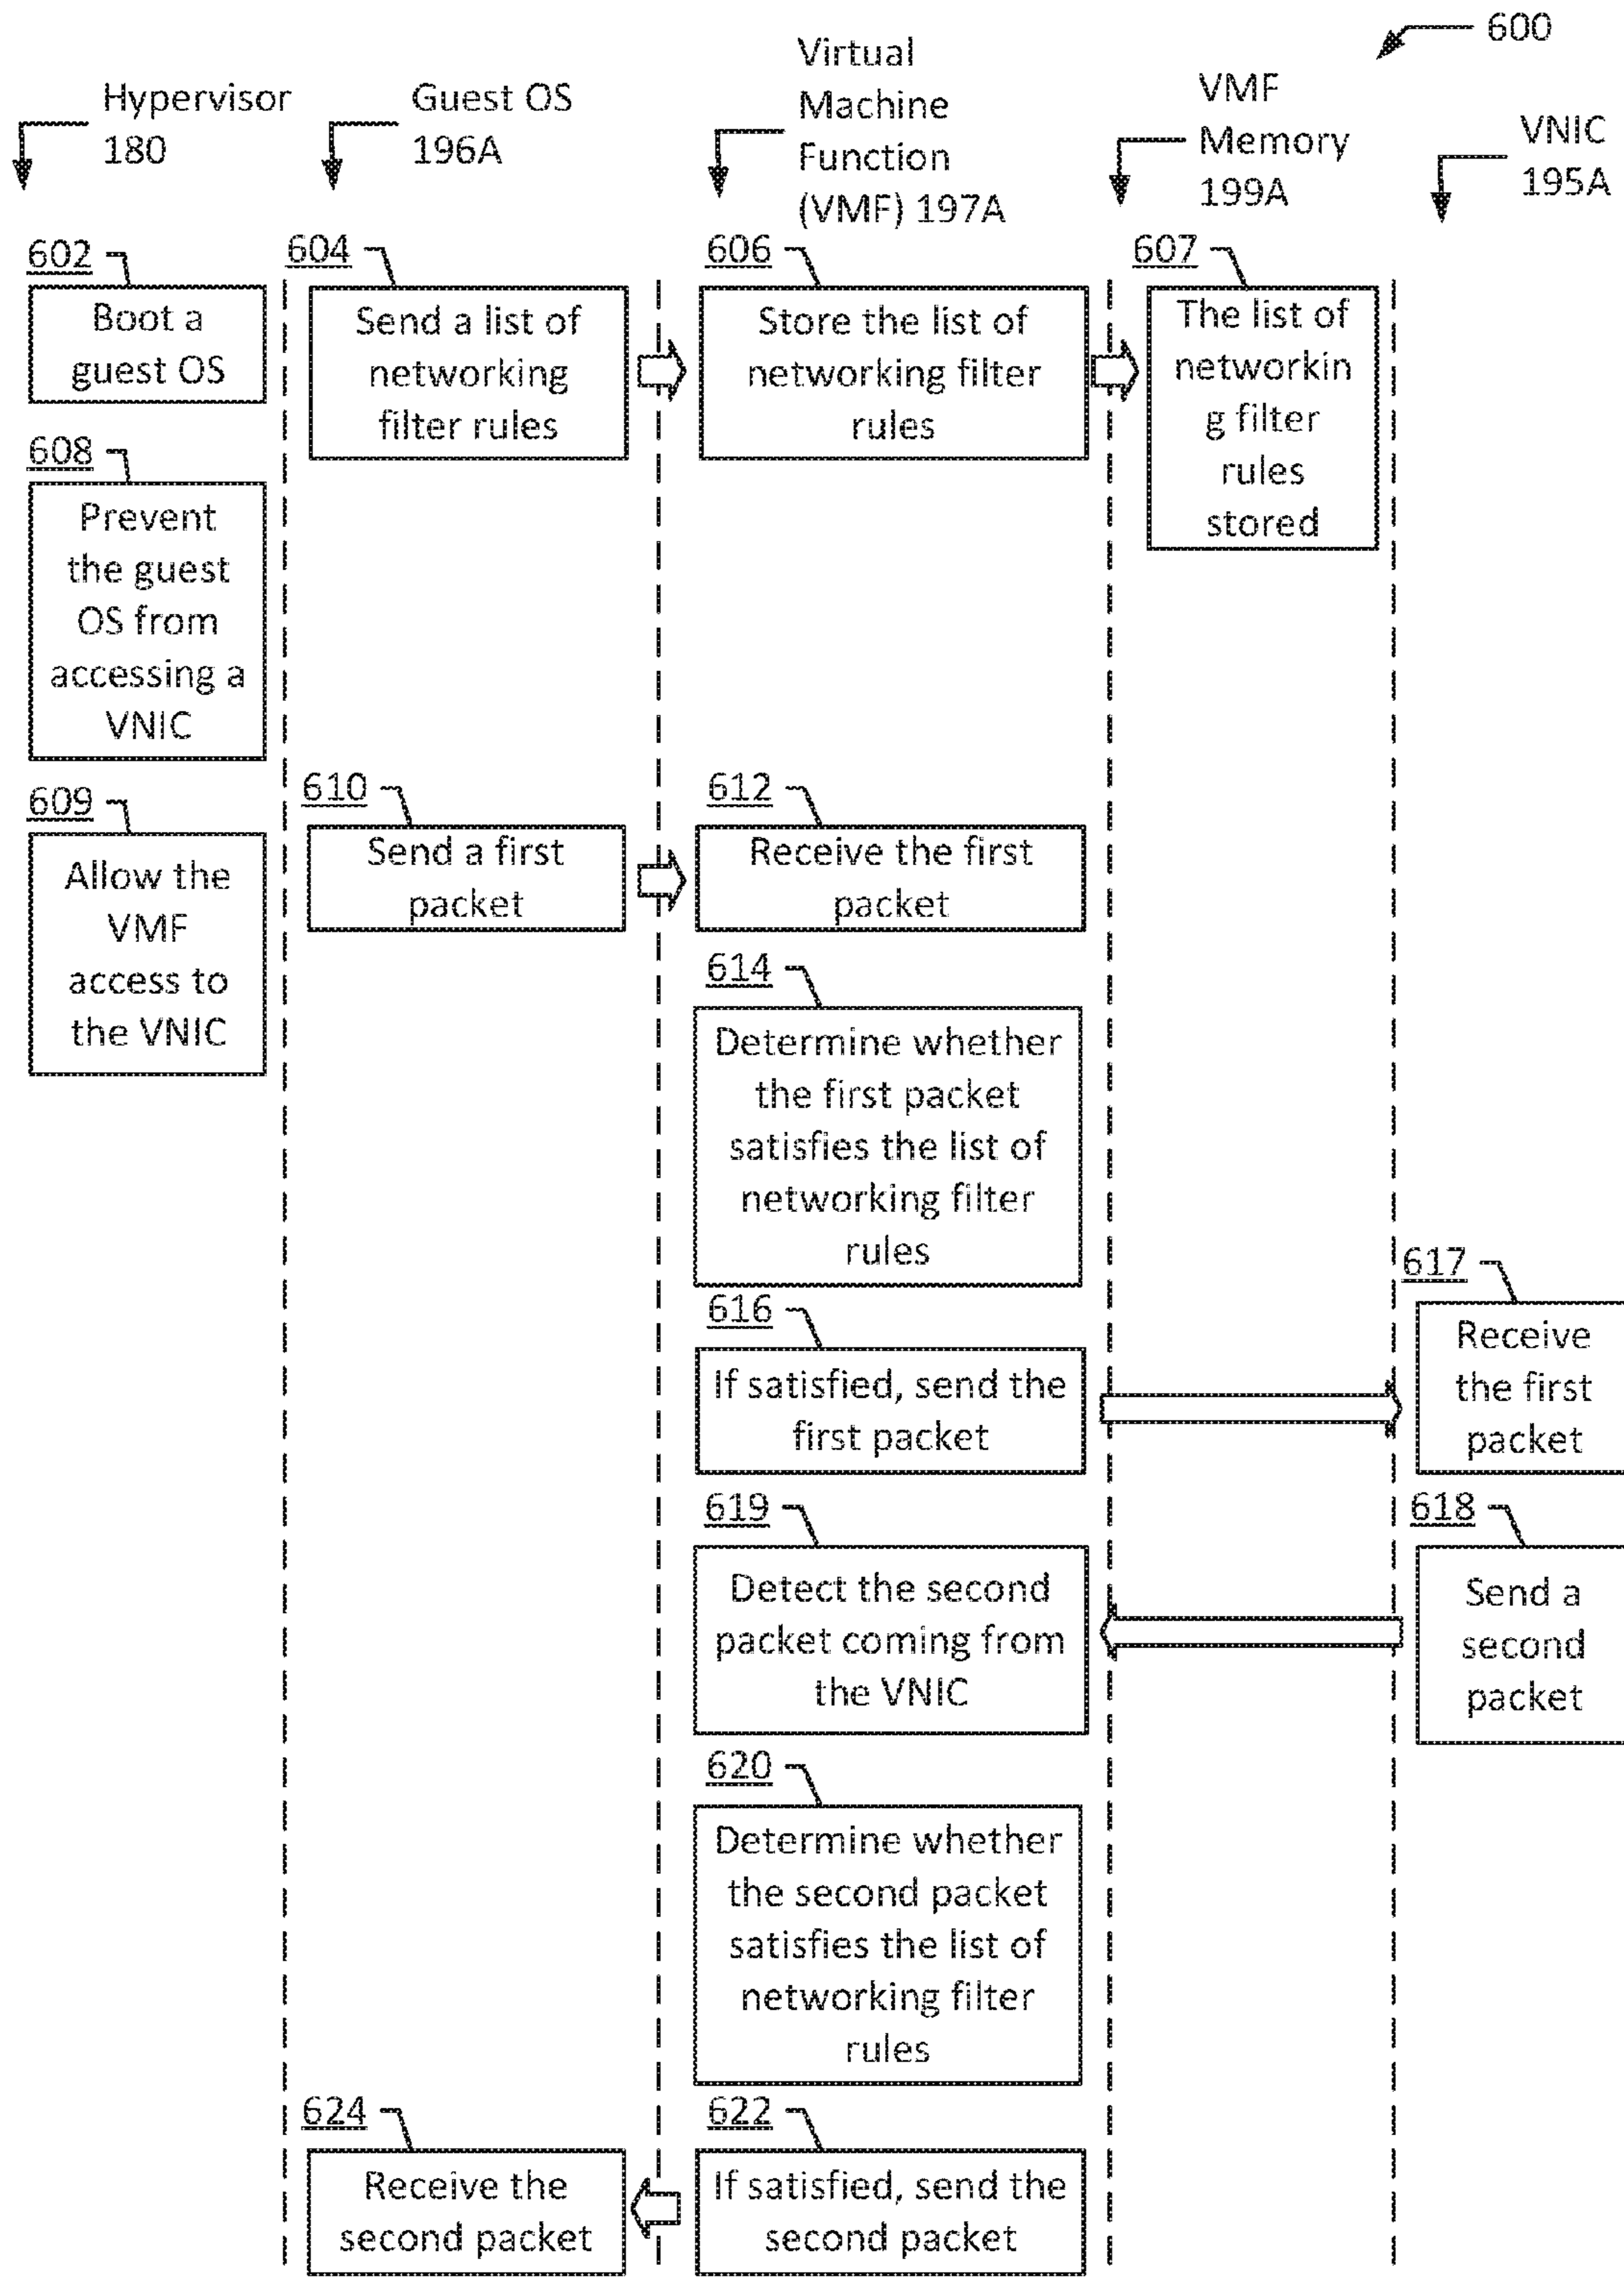 600
Hypervisor
180
Guest OS
196A
Virtual
Machine
Function
(VMF) 197A
VMF
Memory
199A
VNIC
195A
602
Boot a
guest OS
604
Send a list of
networking
filter rules
606
Store the list of
networking filter
rules
607
The list of
networkin
g filter
rules
stored
608
Prevent
the guest
OS from
accessing a
VNIC
609
Allow the
VMF
access to
the VNIC
610
Send a first
packet
612
Receive the first
packet
614
Determine whether
the first packet
satisfies the list of
networking filter
rules
616
If satisfied, send the
first packet
617
Receive
the first
packet
618
Send a
second
packet
619
Detect the second
packet coming from
the VNIC
620
Determine whether
the second packet
satisfies the list of
networking filter
rules
622
If satisfied, send the
second packet
624
Receive the
second packet